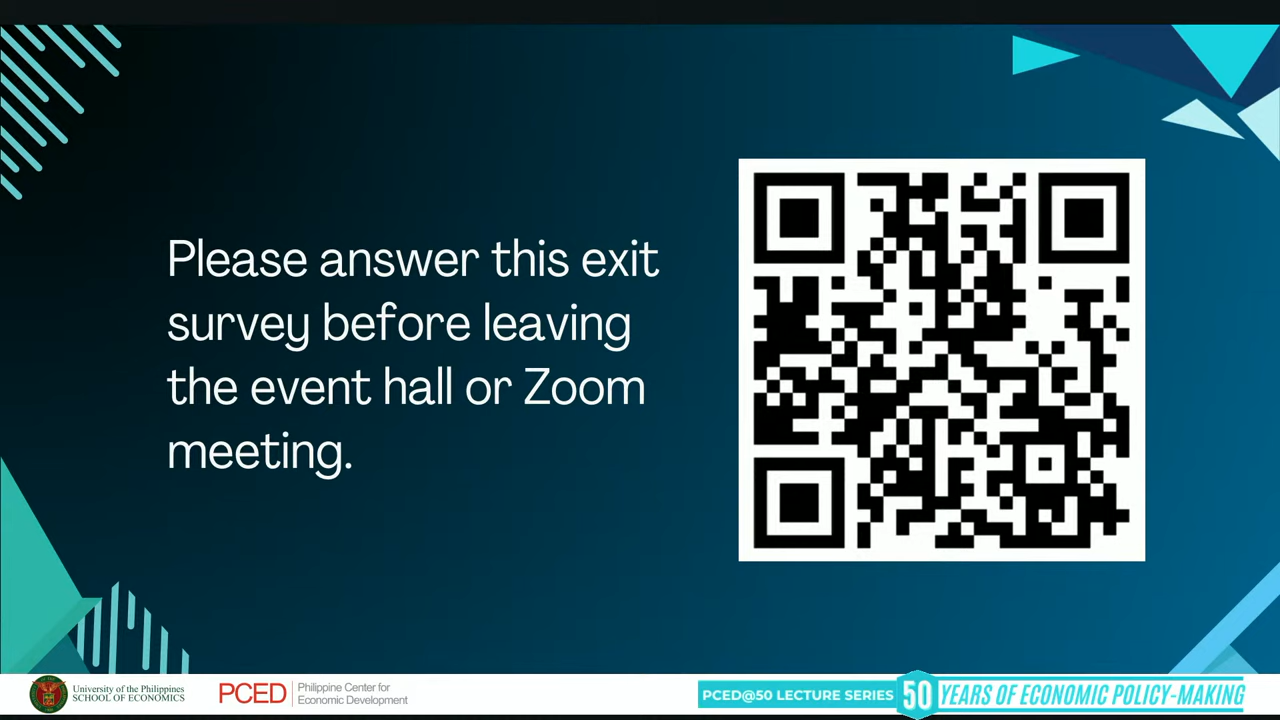 Please answer this exit
survey before leaving
the event hall or Zoom
meeting.
University of the Philippines
SCHOOL OF ECONOMICS
PCED
Philippine Center for
Economic Development
PCED@50 LECTURE SERIES
50
YEARS OF ECONOMIC POLICY-MAKING